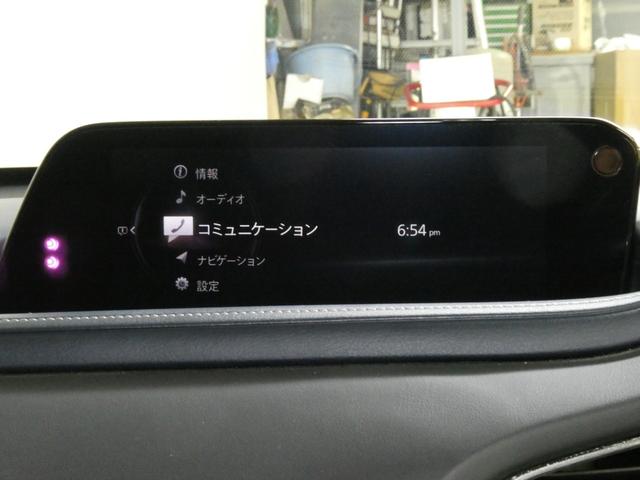 情報
オーディオ
コミュニケーション
6:54 pm
ナビゲーション
設定